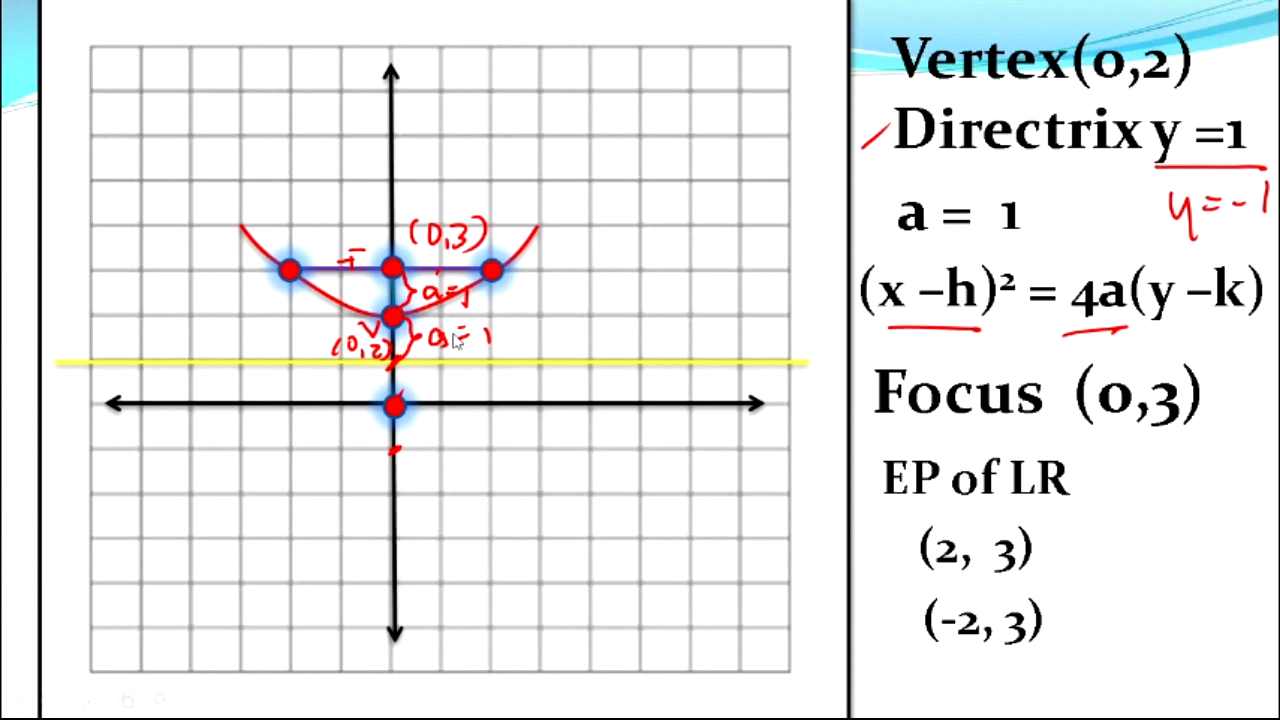 Vertex(0,2)
Directrix y =1
y = -1
a = 1
(x –h)² = 4a(y –k)
Focus (0,3)
EP of LR
(2, 3)
(-2, 3)
(0,3)
a=1
V
(0,2)
a = 1